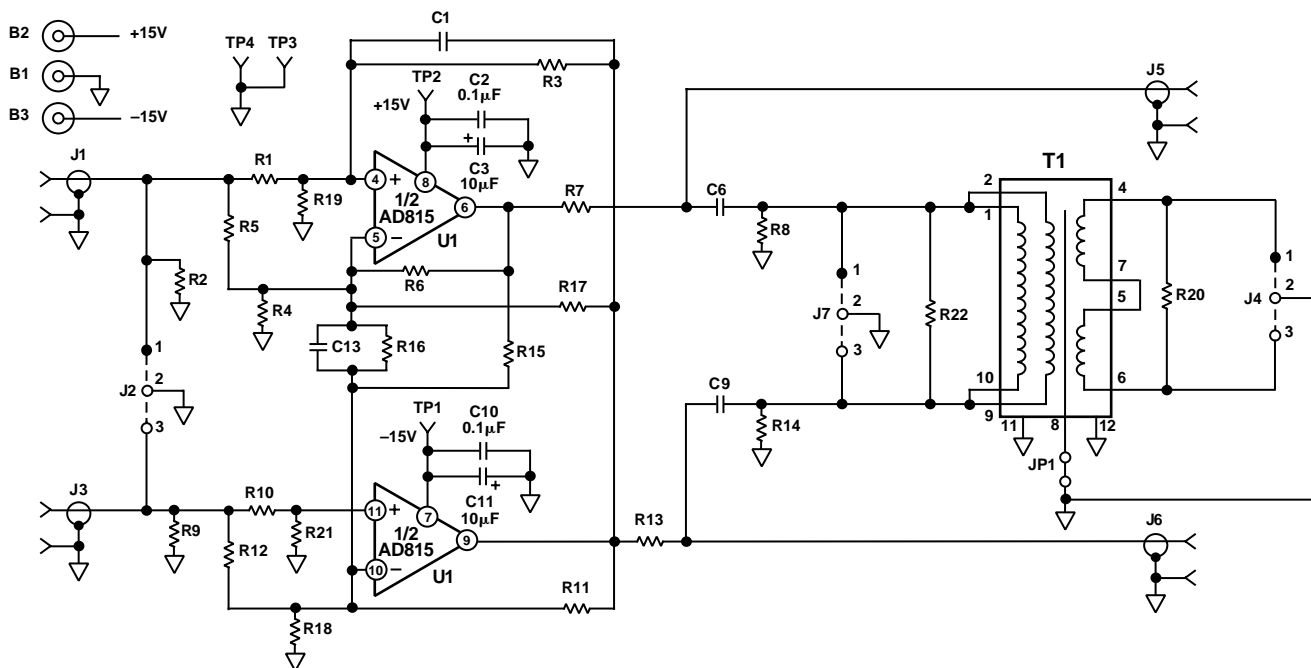 B2
+15V
B1
B3
–15V
TP4
TP3
C1
R3
TP2
+15V
C2
0.1µF
+
C3
10µF
J1
R1
R19
R5
R2
R4
4
+
8
1/2
AD815
6
5
–
U1
R7
R6
R17
C13
R16
R15
J2
1
2
3
J5
C6
R8
J7
1
2
3
R22
C9
R14
T1
2
1
10
9
11
8
12
4
7
5
6
JP1
R20
J4
1
2
3
TP1
–15V
C10
0.1µF
+
C11
10µF
J3
R9
R10
R21
R12
R18
11
+
7
1/2
AD815
9
10
–
U1
R13
R11
J6